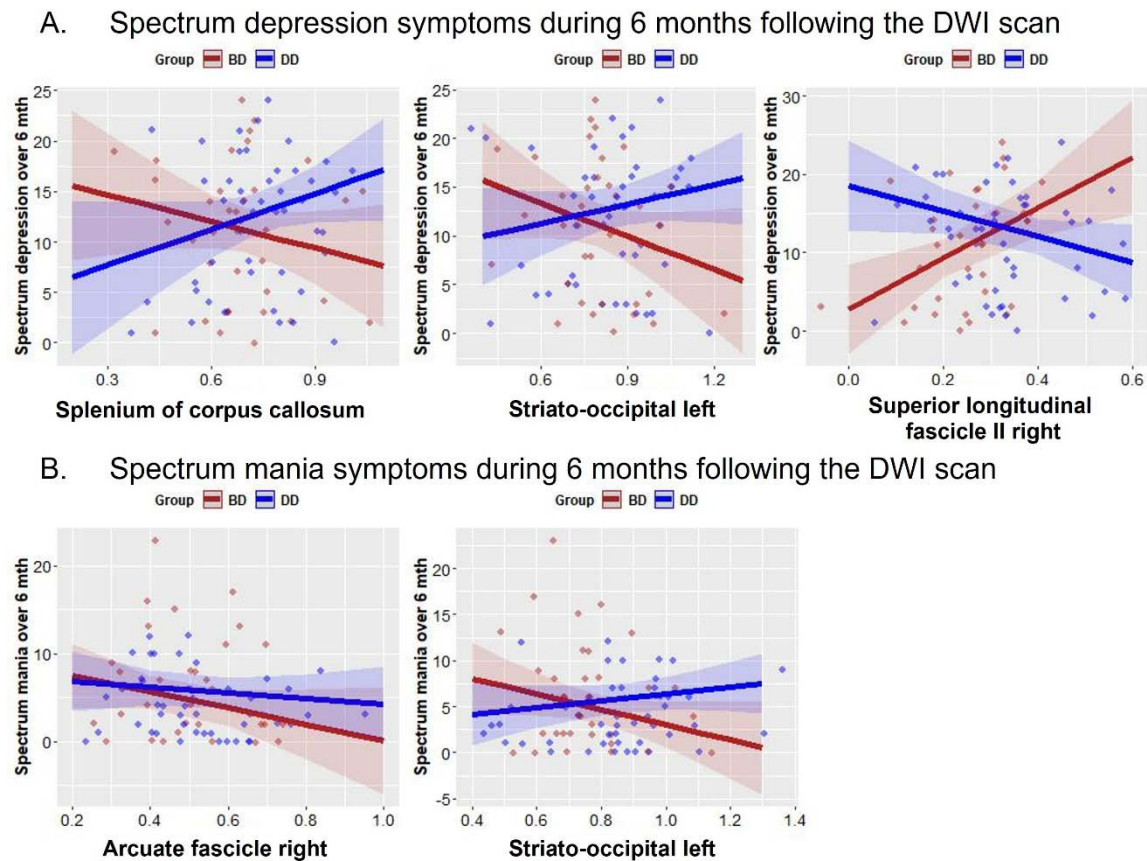 A. Spectrum depression symptoms during 6 months following the DWI scan
Group BD DD
Group BD DD
Group BD DD
Spectrum depression over 6 mth
25
20
15
10
5
0
0.3 0.6 0.9
Splenium of corpus callosum
Spectrum depression over 6 mth
25
20
15
10
5
0
0.6 0.9 1.2
Striato-occipital left
Spectrum depression over 6 mth
30
20
10
0
0.0 0.2 0.4 0.6
Superior longitudinal
fascicle II right
B. Spectrum mania symptoms during 6 months following the DWI scan
Group BD DD
Group BD DD
Spectrum mania over 6 mth
20
10
0
0.2 0.4 0.6 0.8 1.0
Arcuate fascicle right
Spectrum mania over 6 mth
20
15
10
5
0
-5
0.4 0.6 0.8 1.0 1.2 1.4
Striato-occipital left